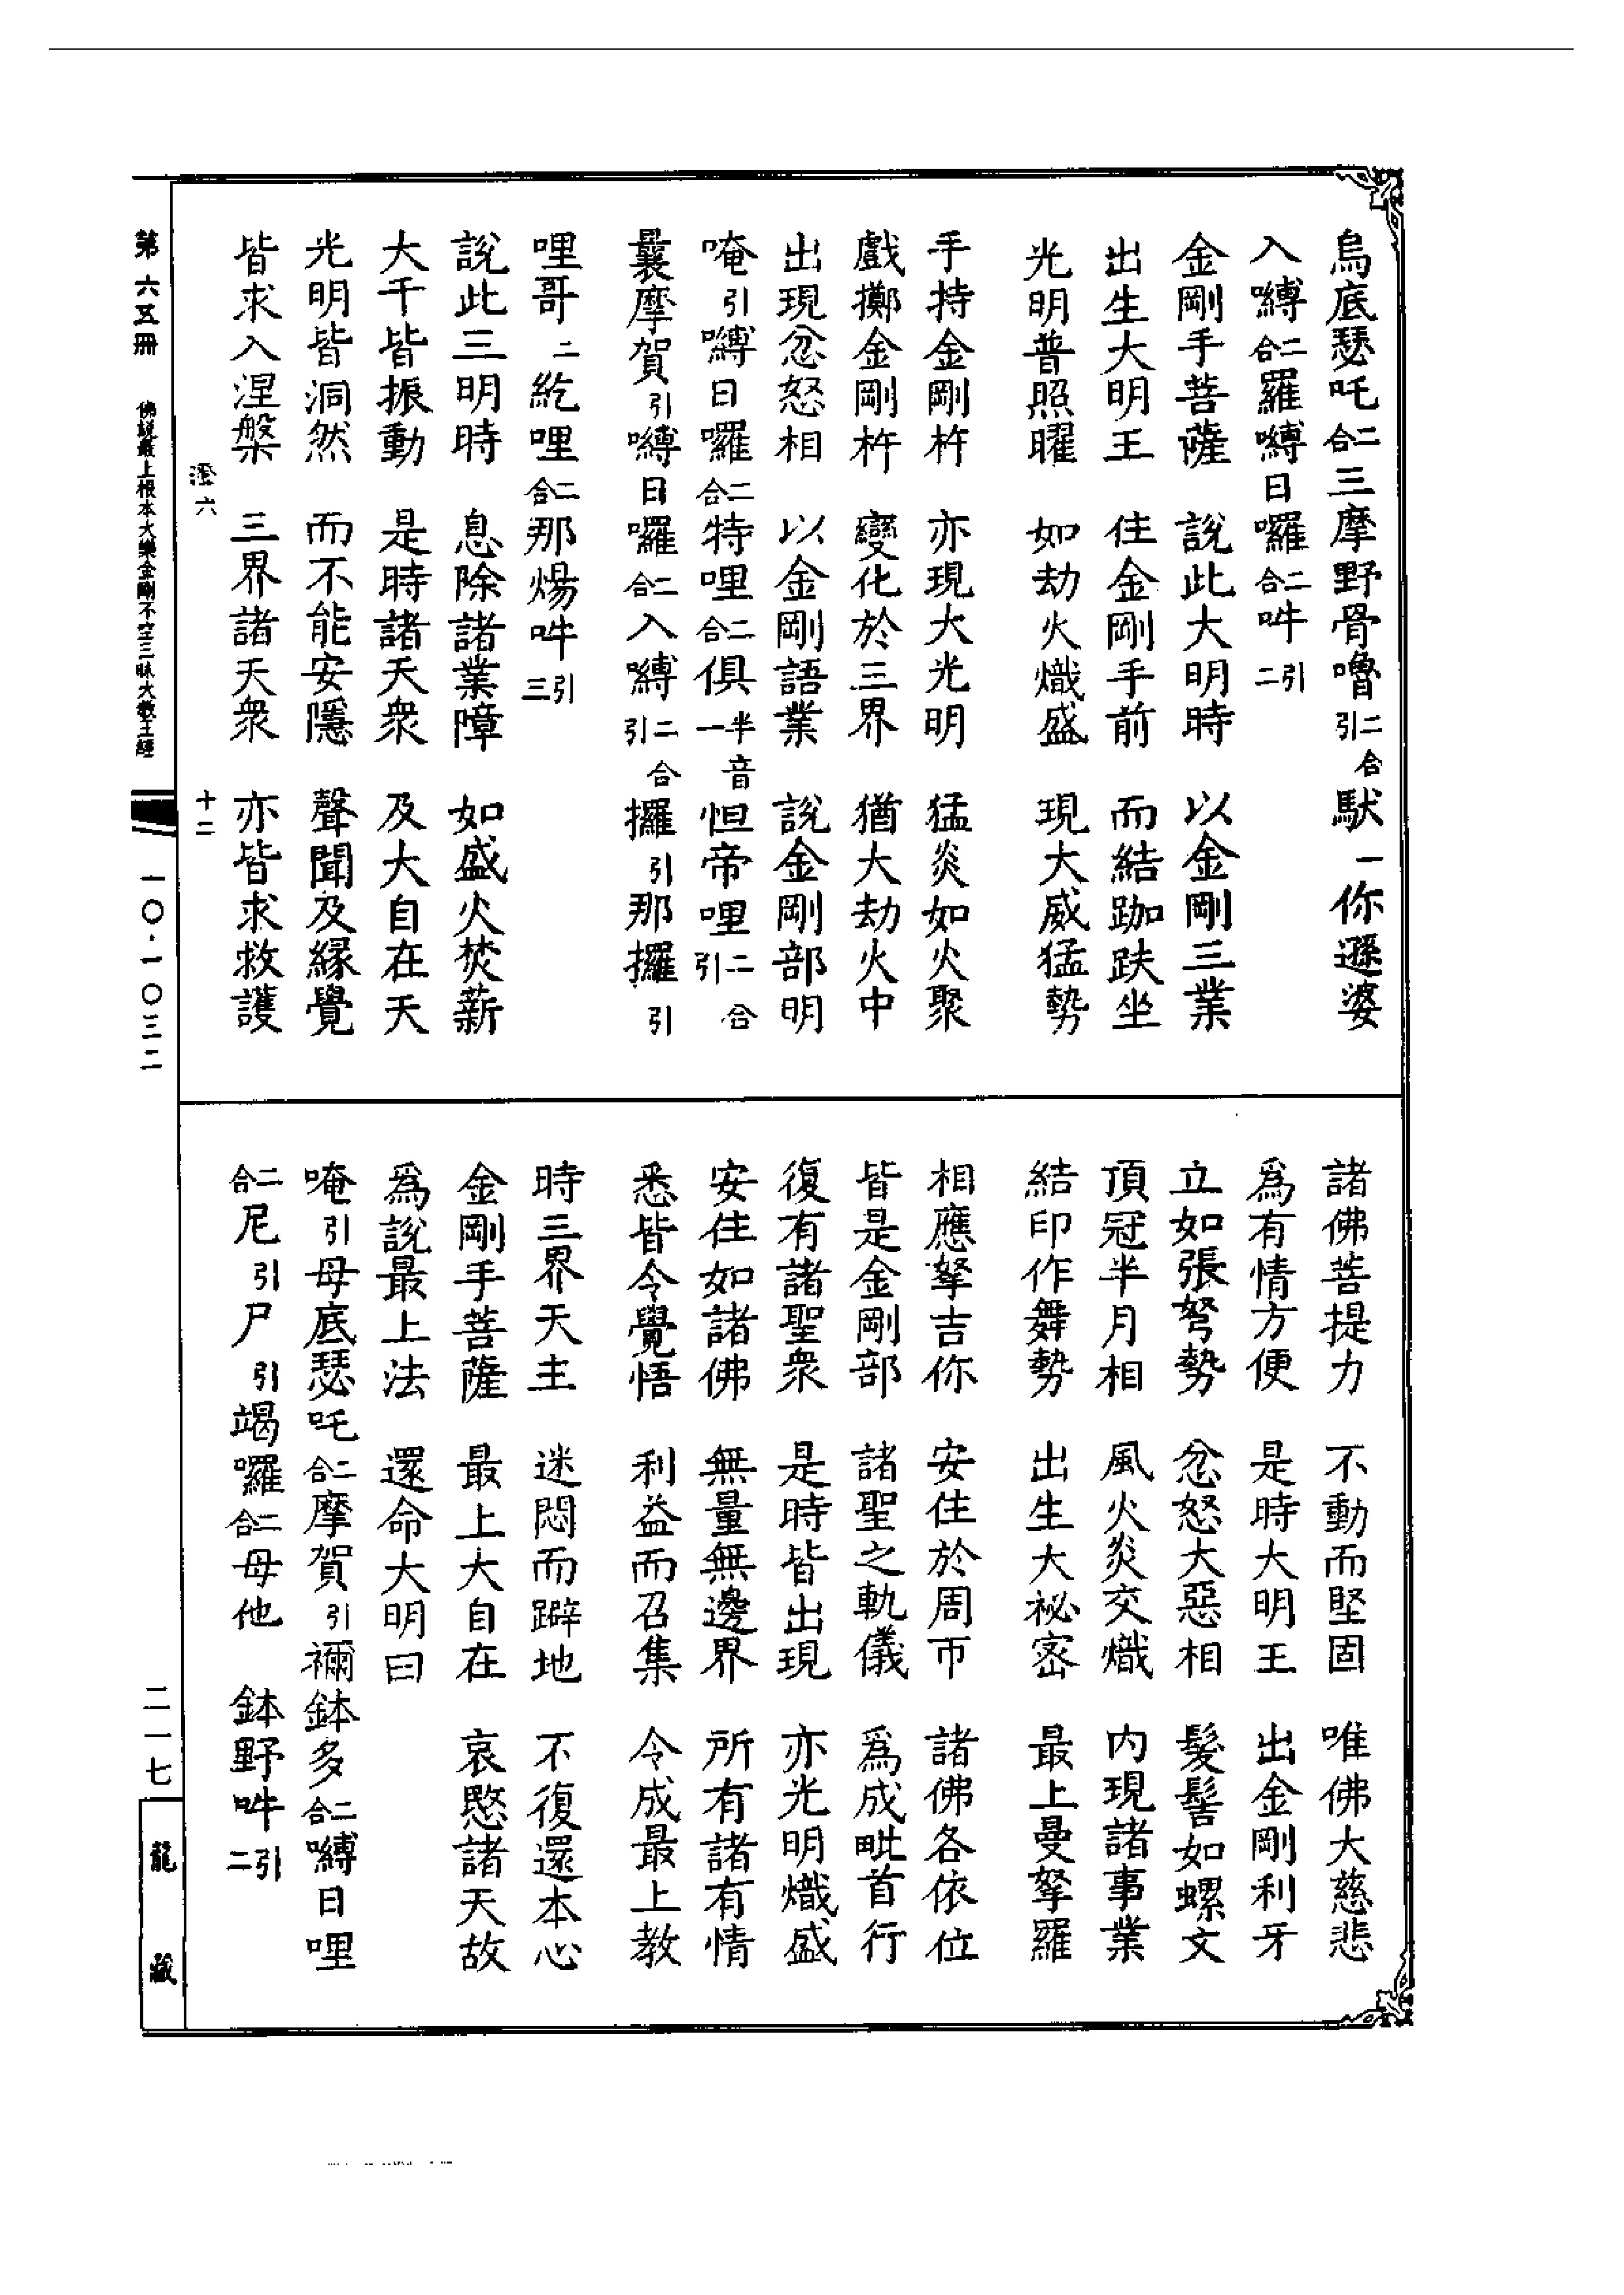 烏底瑟吒二合三摩野骨嚕二合引馱一你遜婆
入嚩二合羅嚩日囉二合吽引二
金剛手菩薩　說此大明時　以金剛三業
出生大明王　住金剛手前　而結跏趺坐
光明普照曜　如劫火熾盛　現大威猛勢
手持金剛杵　亦現大光明　猛炎如火聚
戲擲金剛杵　變化於三界　猶大劫火中
出現忿怒相　以金剛語業　說金剛部明
唵引嚩日囉二合特哩二合俱半音一怛帝哩二合引
曩摩賀引嚩日囉二合入嚩二合引攞引那攞引
哩哥二紇哩二合那煬吽引三
說此三明時　息除諸業障　如盛火焚薪
大千皆振動　是時諸天衆　及大自在天
光明皆洞然　而不能安隱　聲聞及緣覺
皆求入涅槃　三界諸天衆　亦皆求救護
澄六　十二
諸佛菩提力　不動而堅固　唯佛大慈悲
爲有情方便　是時大明王　出金剛利牙
立如張弩勢　忿怒大惡相　髮髻如螺文
頂冠半月相　風火炎交熾　内現諸事業
結印作舞勢　出生大祕密　最上曼拏羅
相應拏吉你　安住於周帀　諸佛各依位
皆是金剛部　諸聖之軌儀　爲成毗首行
復有諸聖衆　是時皆出現　亦光明熾盛
安住如諸佛　無量無邊界　所有諸有情
悉皆令覺悟　利益而召集　令成最上教
時三界天主　迷悶而躃地　不復還本心
金剛手菩薩　最上大自在　哀愍諸天故
爲說最上法　還命大明曰
唵引母底瑟吒二合摩賀引禰鉢多二合嚩日哩
二合尼引尸引竭囉二合母他　鉢野吽引二
第六五冊　佛說最上根本大樂金剛不空三昧大教王經　一〇·一〇三二
二一七　龍藏